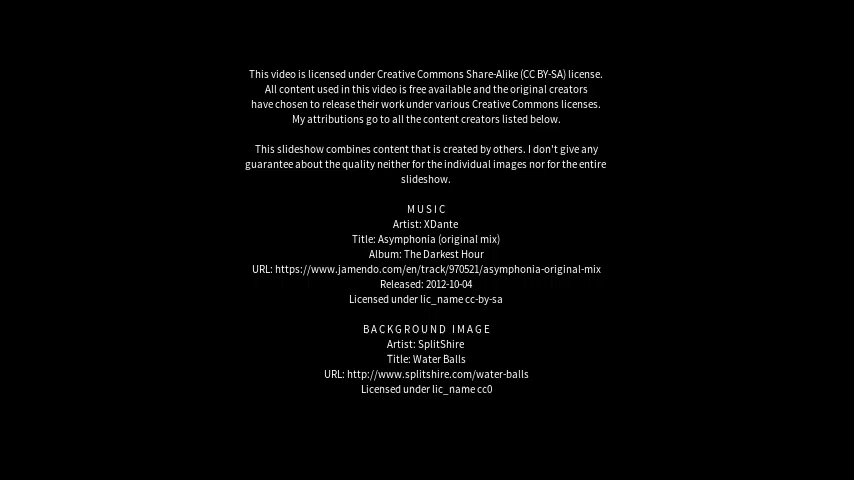 This video is licensed under Creative Commons Share-Alike (CC BY-SA) license.
All content used in this video is free available and the original creators
have chosen to release their work under various Creative Commons licenses.
My attributions go to all the content creators listed below.
This slideshow combines content that is created by others. I don't give any
guarantee about the quality neither for the individual images nor for the entire
slideshow.
MUSIC
Artist: XDante
Title: Asymphonia (original mix)
Album: The Darkest Hour
URL: https://www.jamendo.com/en/track/970521/asymphonia-original-mix
Released: 2012-10-04
Licensed under lic_name cc-by-sa
BACKGROUND IMAGE
Artist: SplitShire
Title: Water Balls
URL: http://www.splitshire.com/water-balls
Licensed under lic_name cc0